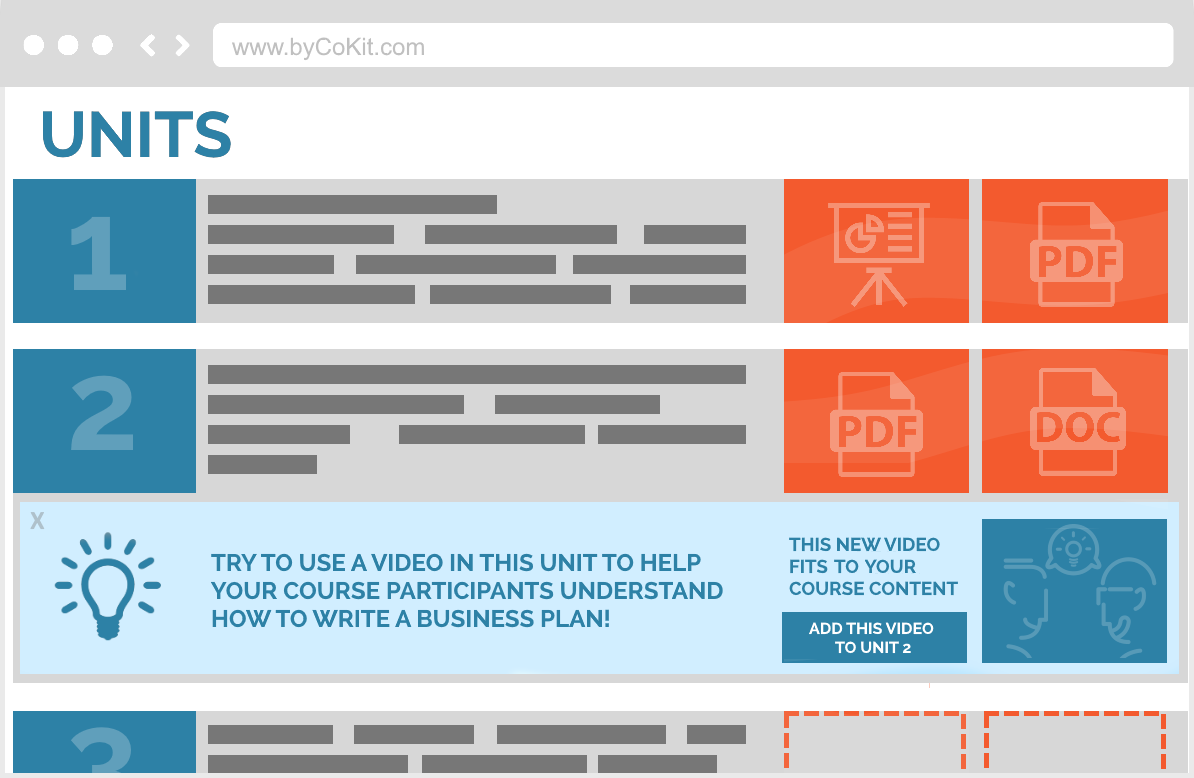 www.byCoKit.com
UNITS
1
PDF
2
PDF
DOC
X
TRY TO USE A VIDEO IN THIS UNIT TO HELP
YOUR COURSE PARTICIPANTS UNDERSTAND
HOW TO WRITE A BUSINESS PLAN!
THIS NEW VIDEO
FITS TO YOUR
COURSE CONTENT
ADD THIS VIDEO
TO UNIT 2
3